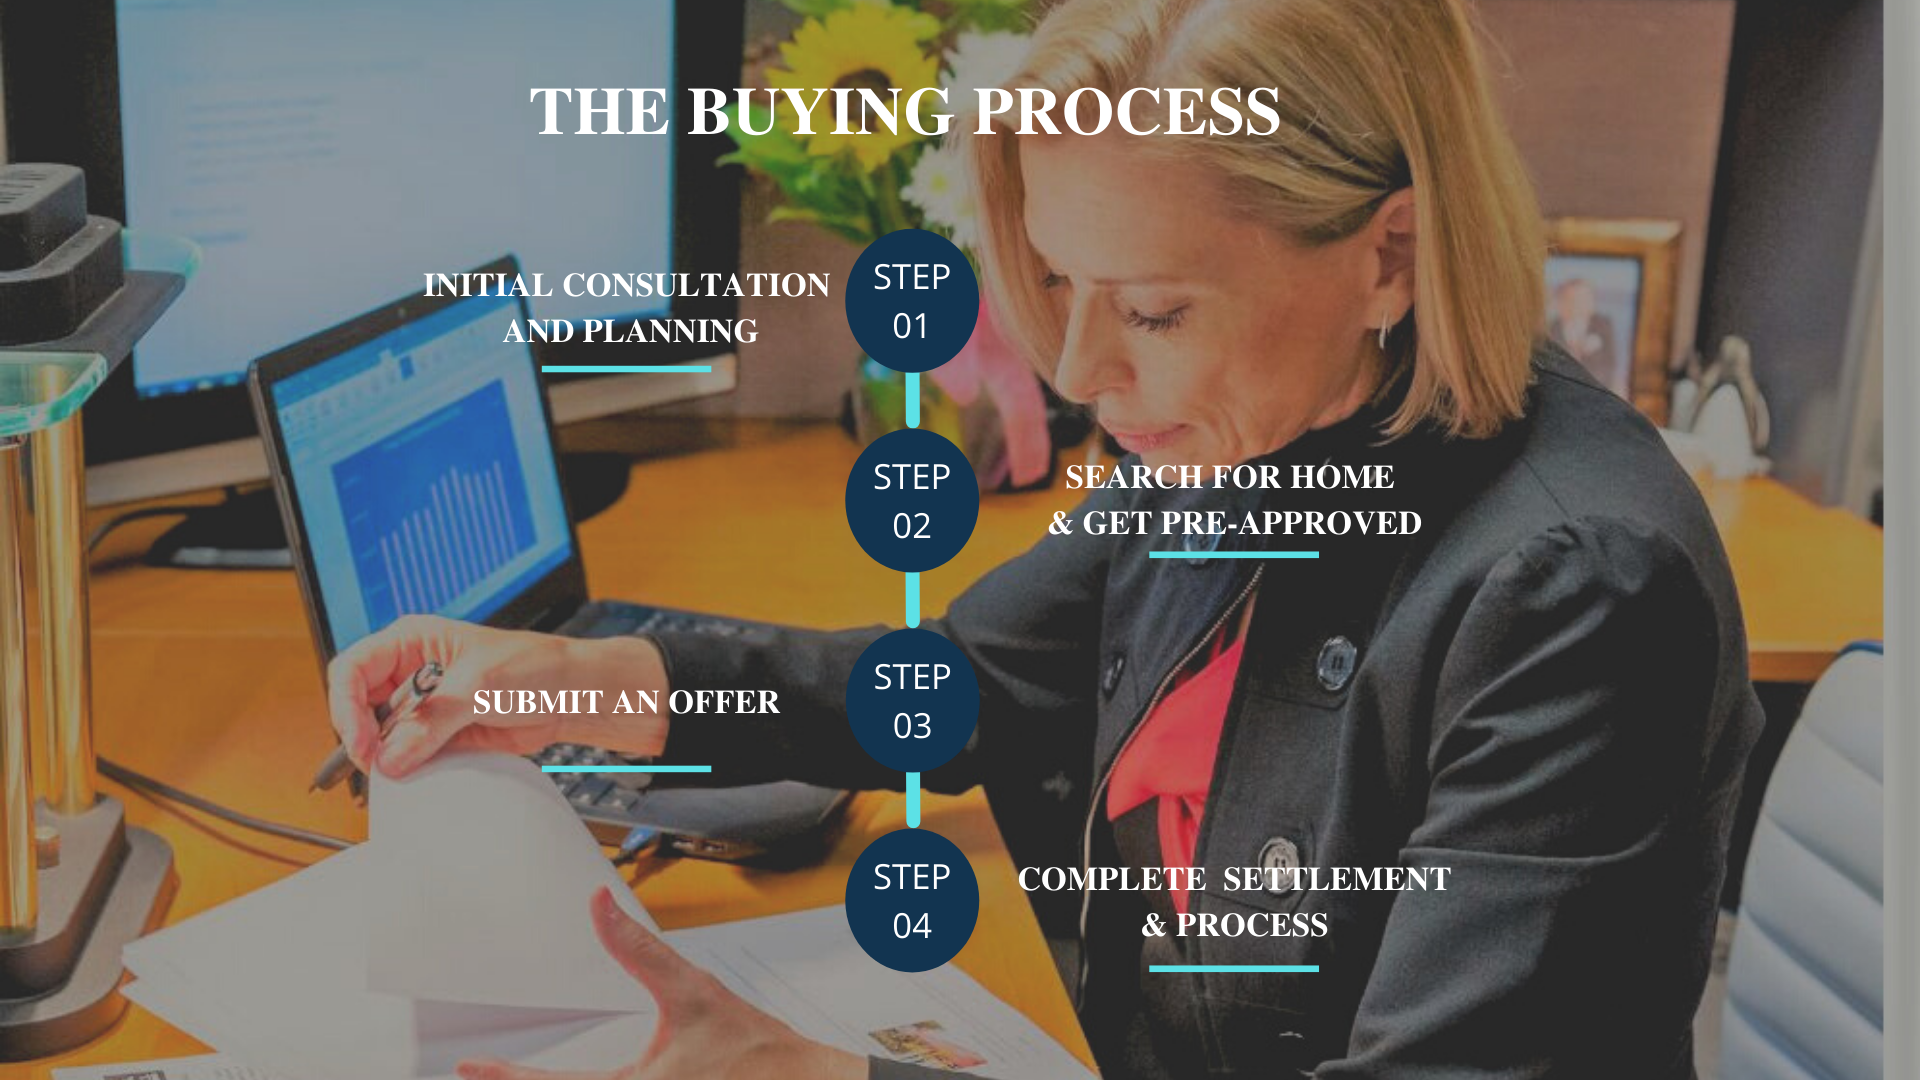 THE BUYING PROCESS
STEP
01
INITIAL CONSULTATION
AND PLANNING
STEP
02
SEARCH FOR HOME
& GET PRE-APPROVED
STEP
03
SUBMIT AN OFFER
STEP
04
COMPLETE  SETTLEMENT
& PROCESS